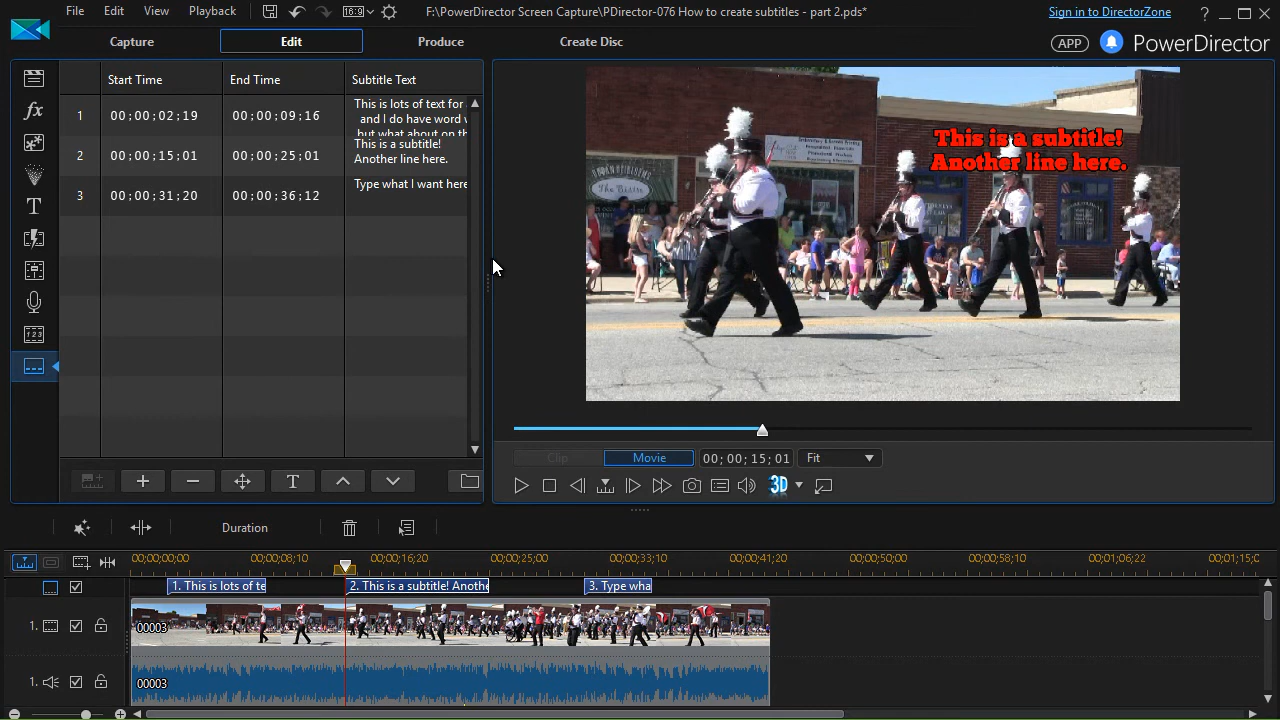 File Edit View Playback 16:9 F:\PowerDirector Screen Capture\PDirector-076 How to create subtitles - part 2.pds* Sign in to DirectorZone ?
Capture Edit Produce Create Disc APP PowerDirector
Start Time End Time Subtitle Text
1 00;00;02;19 00;00;09;16 This is lots of text for
and I do have word w
but what about on th
2 00;00;15;01 00;00;25;01 This is a subtitle!
Another line here.
3 00;00;31;20 00;00;36;12 Type what I want here
fx
T
123
This is a subtitle!
Another line here.
The Bistro
Clip Movie 00; 00; 15; 01 Fit
T
3D
Duration
00;00;00;00 00;00;08;10 00;00;16;20 00;00;25;00 00;00;33;10 00;00;41;20 00;00;50;00 00;00;58;10 00;01;06;22 00;01;15;0
1. This is lots of te 2. This is a subtitle! Anothe 3. Type wha
1. 00003
1. 00003